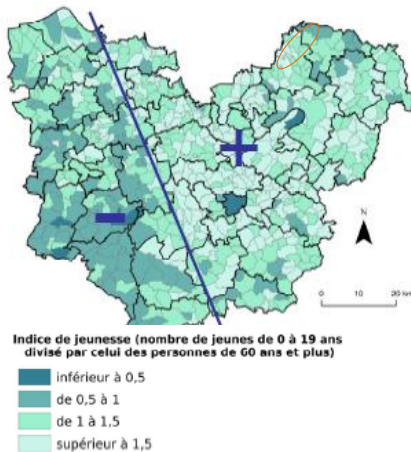 N
0 10 20 km
Indice de jeunesse (nombre de jeunes de 0 à 19 ans
divisé par celui des personnes de 60 ans et plus)
inférieur à 0,5
de 0,5 à 1
de 1 à 1,5
supérieur à 1,5